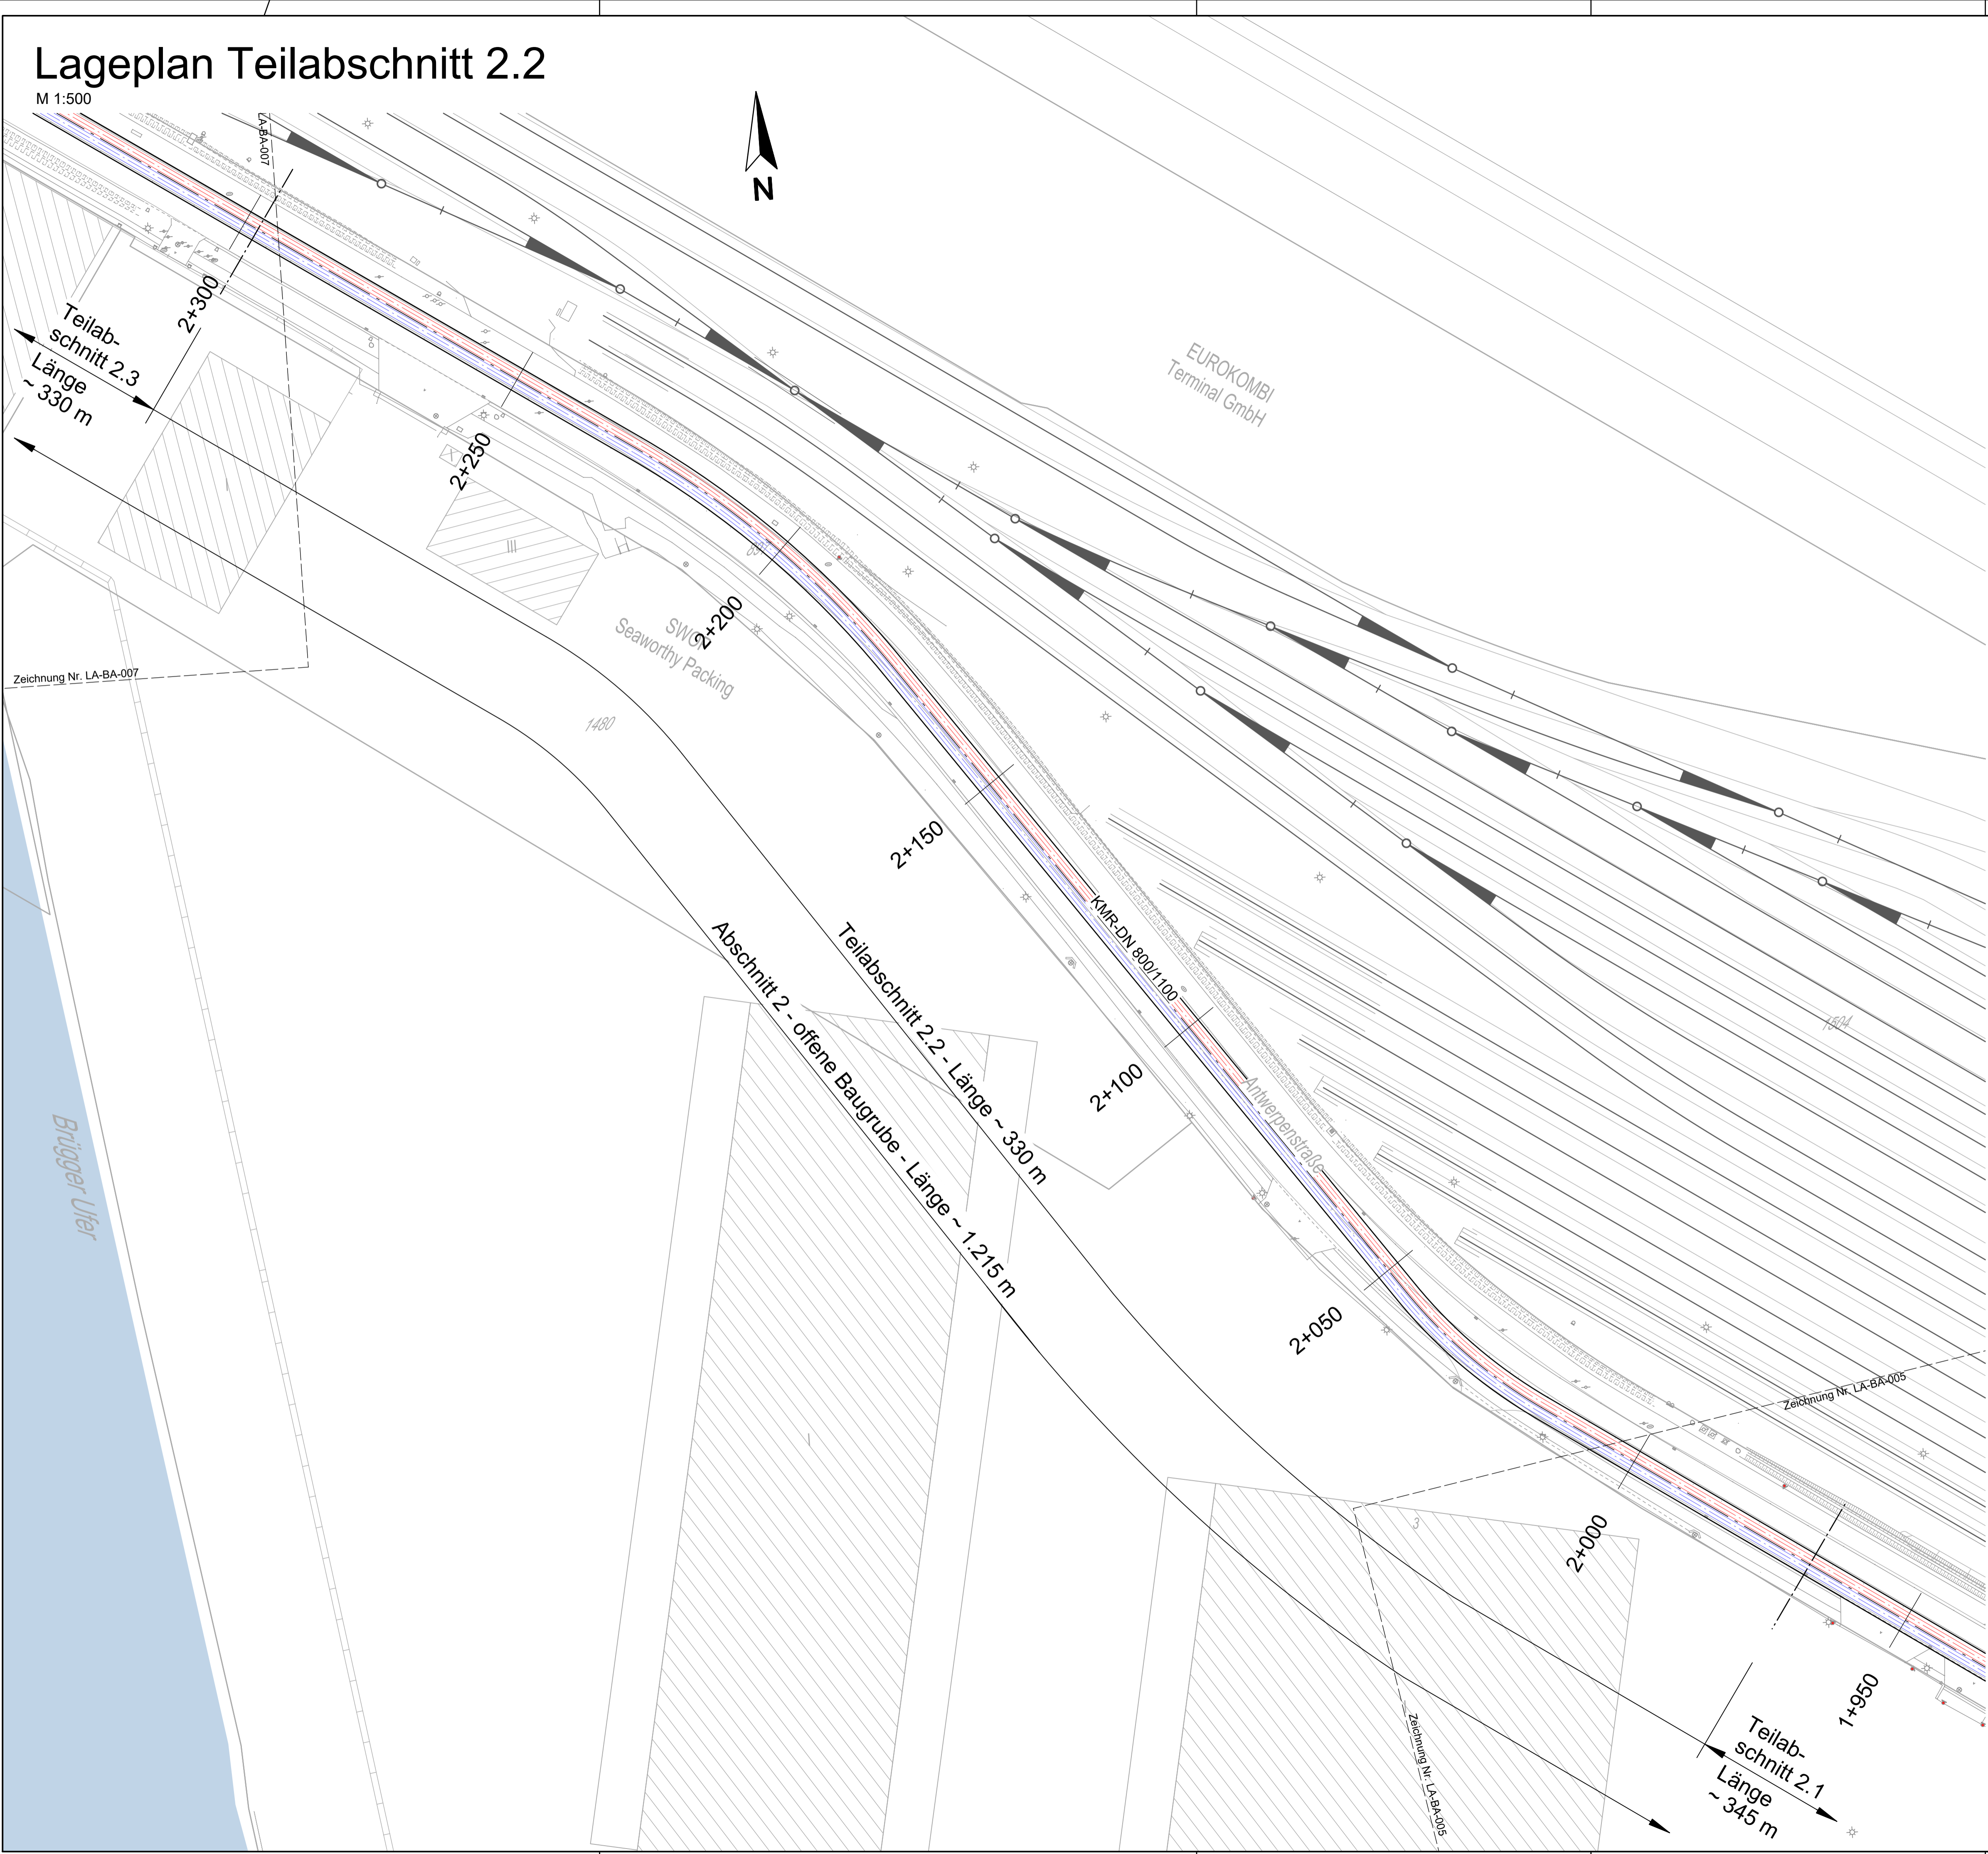 Lageplan Teilabschnitt 2.2
M 1:500
LA-BA-007
N
EUROKOMBI
Terminal GmbH
2+300
Teilab-
schnitt 2.3
Länge
~ 330 m
2+250
I
III
2+200
Seaworthy Packing
Zeichnung Nr. LA-BA-007
1480
2+150
KMR-DN 800/1100
Teilabschnitt 2.2 - Länge ~ 330 m
Abschnitt 2 - offene Baugrube - Länge ~ 1.215 m
1504
2+100
Antwerpenstraße
Brügger Ufer
2+050
Zeichnung Nr. LA-BA-005
I
3
2+000
1+950
Teilab-
schnitt 2.1
Länge
~ 345 m
Zeichnung Nr. LA-BA-005